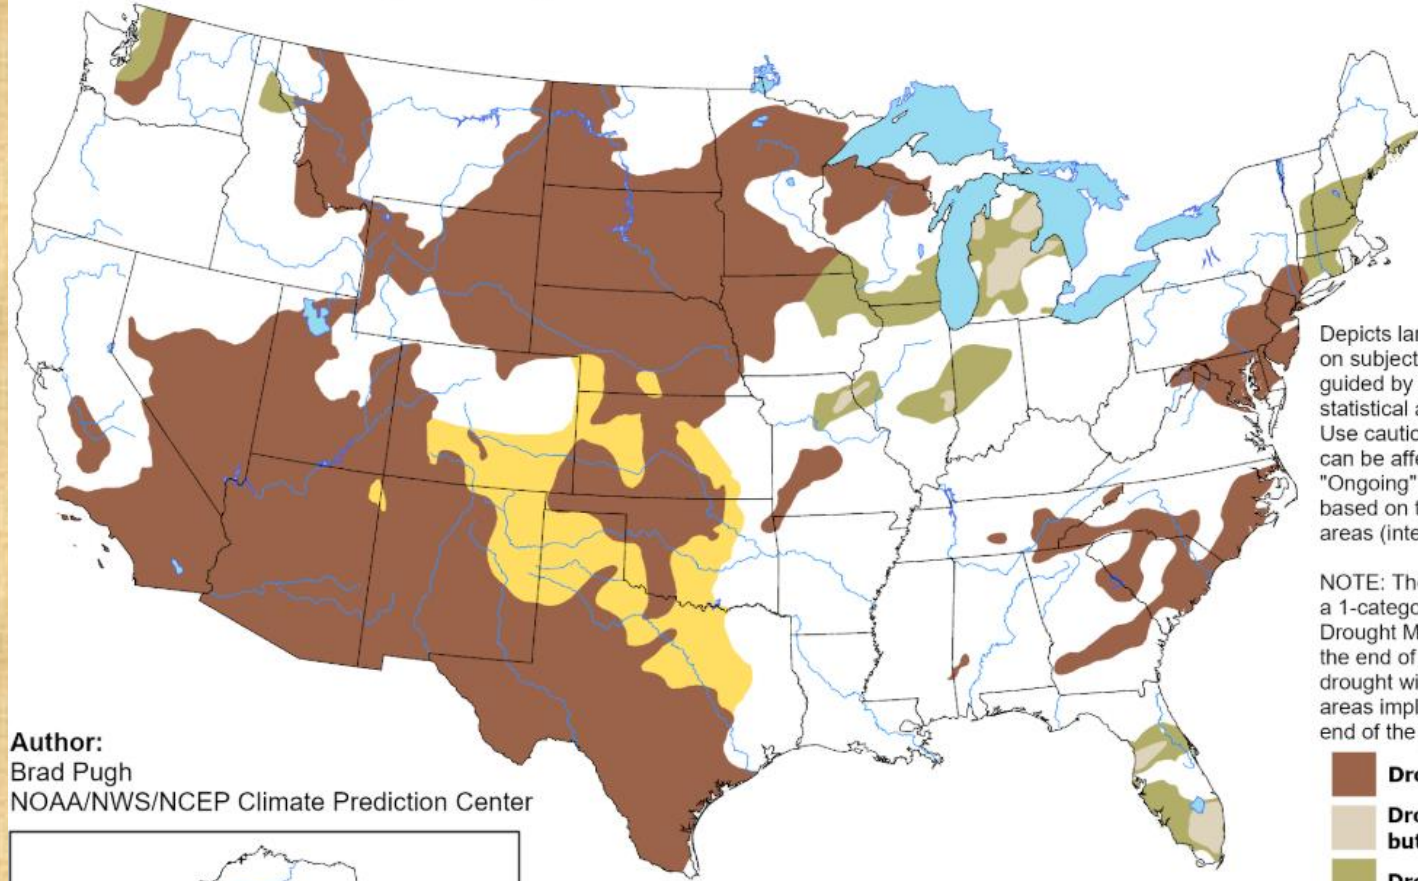 Depicts lar
on subject
guided by
statistical a
Use cautic
can be affe
"Ongoing"
based on t
areas (inte
NOTE: The
a 1-catego
Drought M
the end of
drought wi
areas impl
end of the
Author:
Brad Pugh
NOAA/NWS/NCEP Climate Prediction Center
Dro
Dro
but
Dro